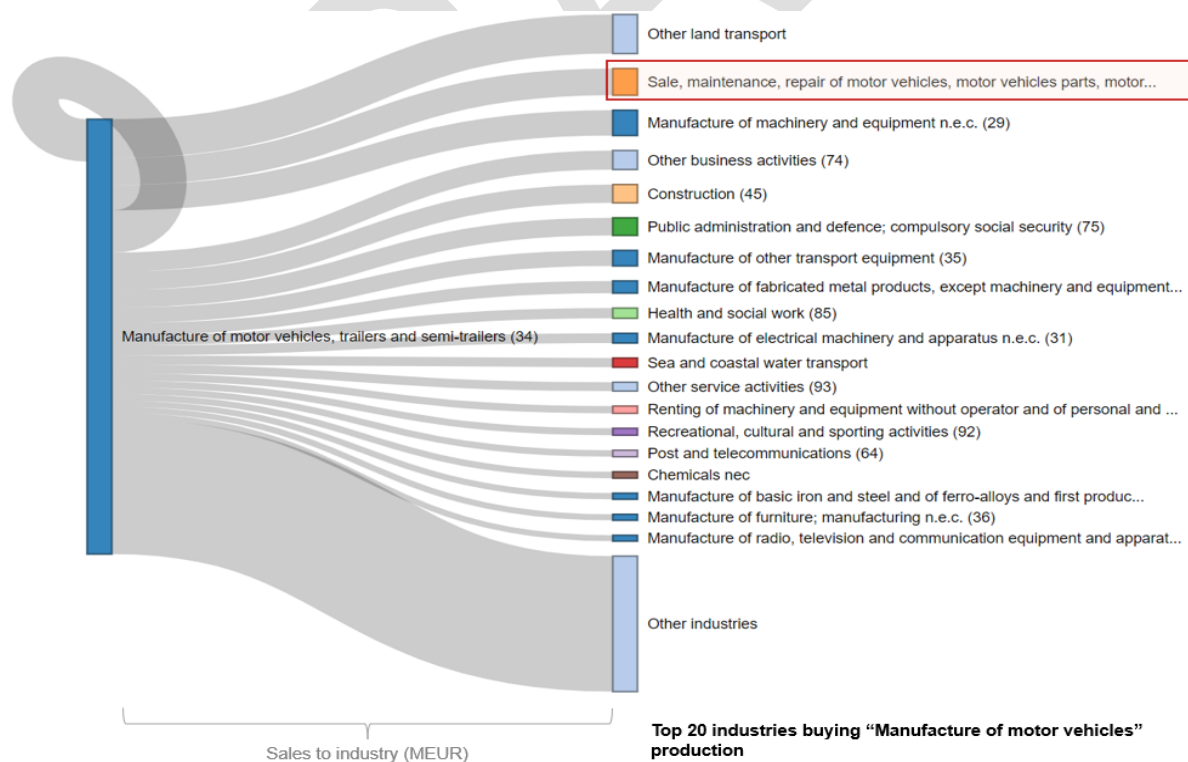 Other land transport
Sale, maintenance, repair of motor vehicles, motor vehicles parts, motor...
Manufacture of machinery and equipment n.e.c. (29)
Other business activities (74)
Construction (45)
Public administration and defence; compulsory social security (75)
Manufacture of other transport equipment (35)
Manufacture of fabricated metal products, except machinery and equipment...
Health and social work (85)
Manufacture of motor vehicles, trailers and semi-trailers (34)
Manufacture of electrical machinery and apparatus n.e.c. (31)
Sea and coastal water transport
Other service activities (93)
Renting of machinery and equipment without operator and of personal and ...
Recreational, cultural and sporting activities (92)
Post and telecommunications (64)
Chemicals nec
Manufacture of basic iron and steel and of ferro-alloys and first produc...
Manufacture of furniture; manufacturing n.e.c. (36)
Manufacture of radio, television and communication equipment and apparat...
Other industries
Sales to industry (MEUR)
Top 20 industries buying “Manufacture of motor vehicles”
production